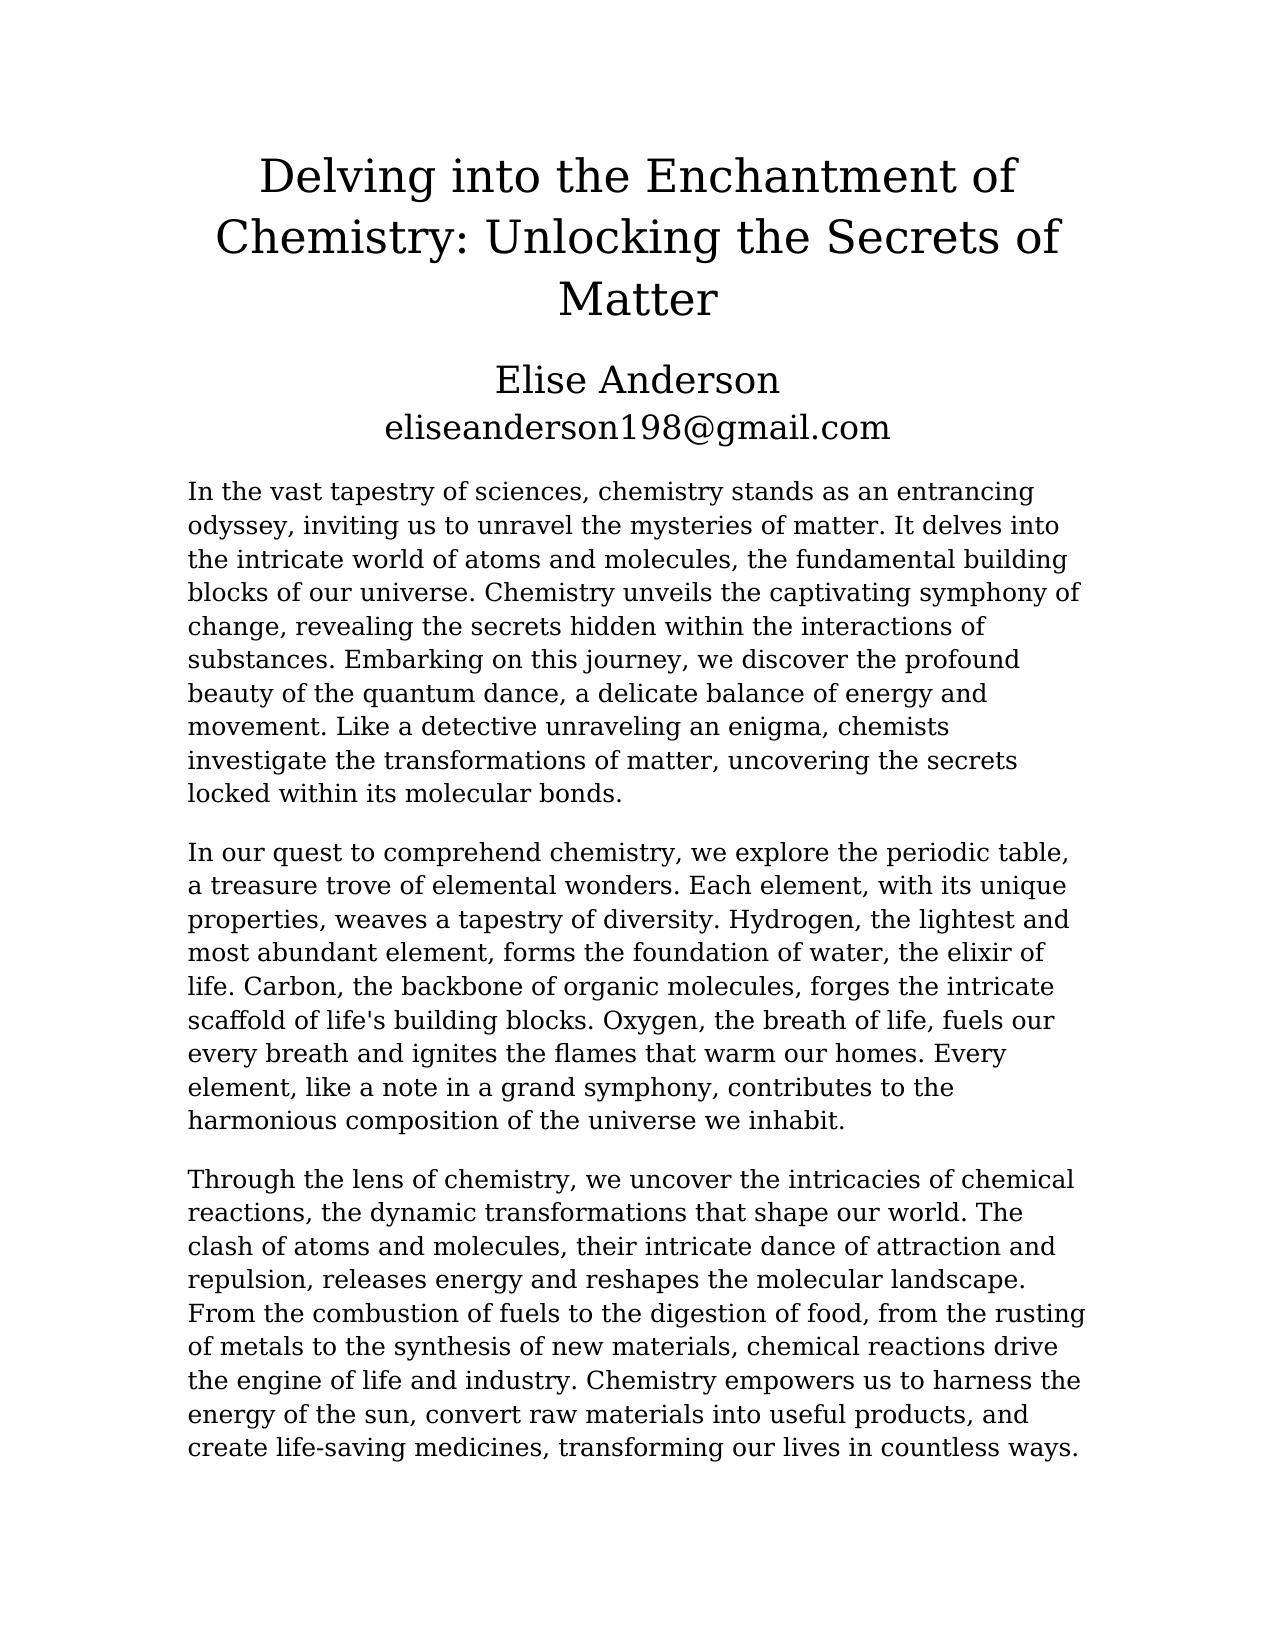 Delving into the Enchantment of
Chemistry: Unlocking the Secrets of
Matter
Elise Anderson
eliseanderson198@gmail.com
In the vast tapestry of sciences, chemistry stands as an entrancing
odyssey, inviting us to unravel the mysteries of matter. It delves into
the intricate world of atoms and molecules, the fundamental building
blocks of our universe. Chemistry unveils the captivating symphony of
change, revealing the secrets hidden within the interactions of
substances. Embarking on this journey, we discover the profound
beauty of the quantum dance, a delicate balance of energy and
movement. Like a detective unraveling an enigma, chemists
investigate the transformations of matter, uncovering the secrets
locked within its molecular bonds.
In our quest to comprehend chemistry, we explore the periodic table,
a treasure trove of elemental wonders. Each element, with its unique
properties, weaves a tapestry of diversity. Hydrogen, the lightest and
most abundant element, forms the foundation of water, the elixir of
life. Carbon, the backbone of organic molecules, forges the intricate
scaffold of life's building blocks. Oxygen, the breath of life, fuels our
every breath and ignites the flames that warm our homes. Every
element, like a note in a grand symphony, contributes to the
harmonious composition of the universe we inhabit.
Through the lens of chemistry, we uncover the intricacies of chemical
reactions, the dynamic transformations that shape our world. The
clash of atoms and molecules, their intricate dance of attraction and
repulsion, releases energy and reshapes the molecular landscape.
From the combustion of fuels to the digestion of food, from the rusting
of metals to the synthesis of new materials, chemical reactions drive
the engine of life and industry. Chemistry empowers us to harness the
energy of the sun, convert raw materials into useful products, and
create life-saving medicines, transforming our lives in countless ways.